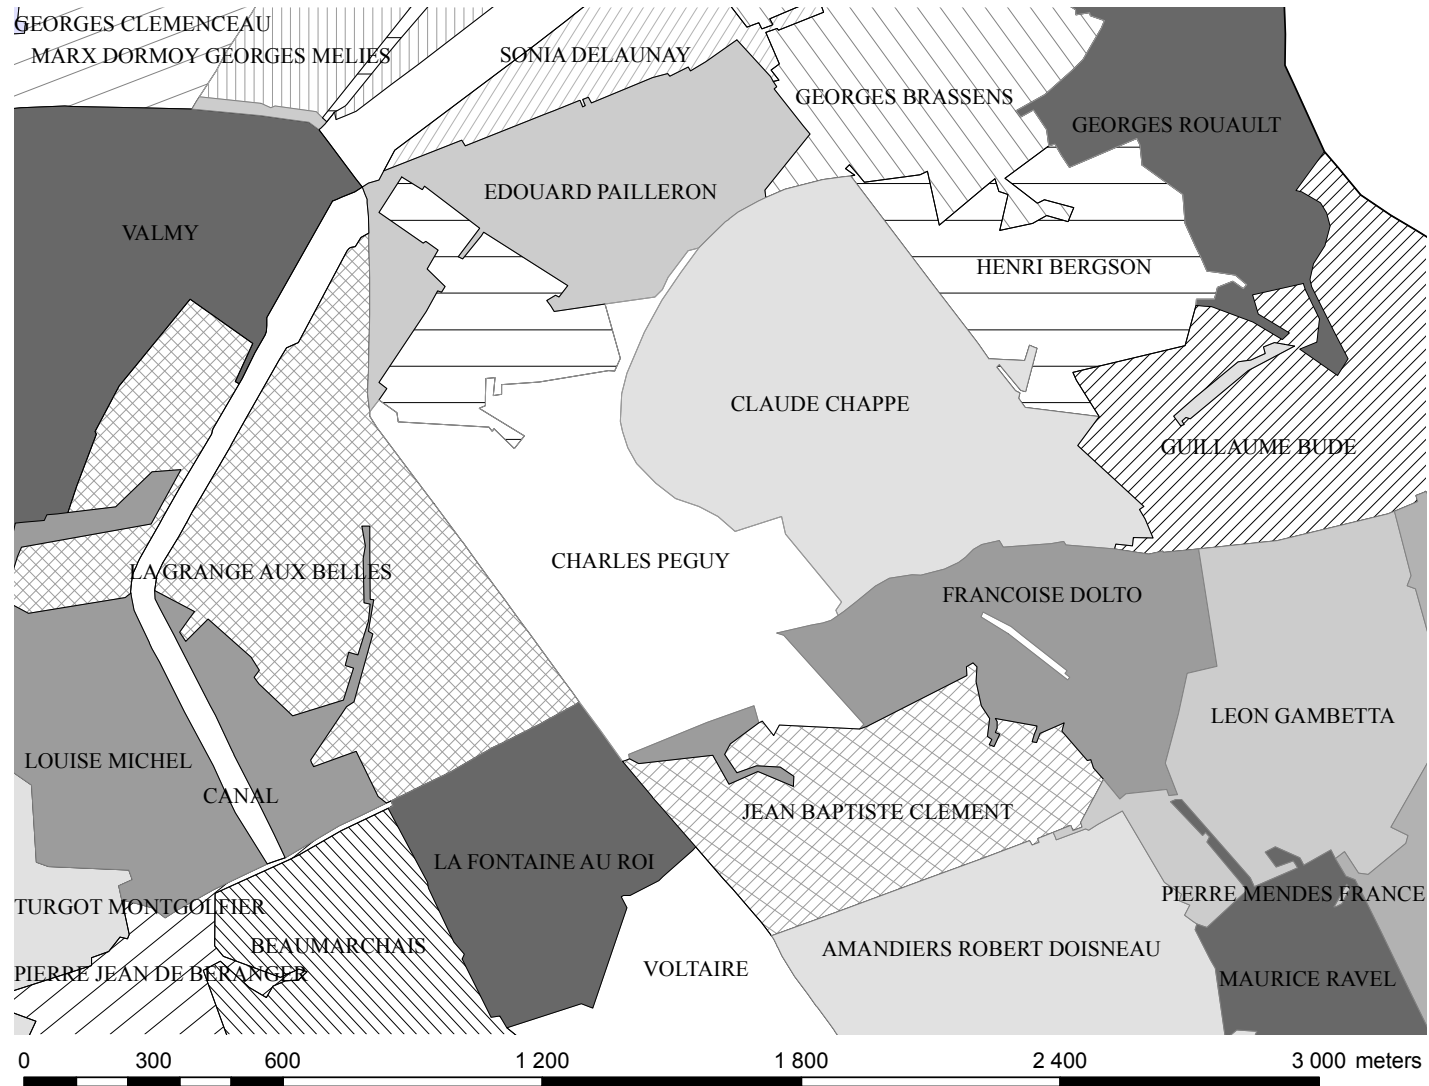 GEORGES CLEMENCEAU
MARX DORMOY GEORGES MELIES
SONIA DELAUNAY
GEORGES BRASSENS
GEORGES ROUAULT
EDOUARD PAILLERON
VALMY
HENRI BERGSON
CLAUDE CHAPPE
GUILLAUME BUDE
CHARLES PEGUY
LA GRANGE AUX BELLES
FRANCOISE DOLTO
LEON GAMBETTA
LOUISE MICHEL
CANAL
JEAN BAPTISTE CLEMENT
LA FONTAINE AU ROI
PIERRE MENDES FRANCE
TURGOT MONTGOLFIER
BEAUMARCHAIS
AMANDIERS ROBERT DOISNEAU
VOLTAIRE
PIERRE JEAN DE BERANGER
MAURICE RAVEL
0 300 600 1 200 1 800 2 400 3 000 meters